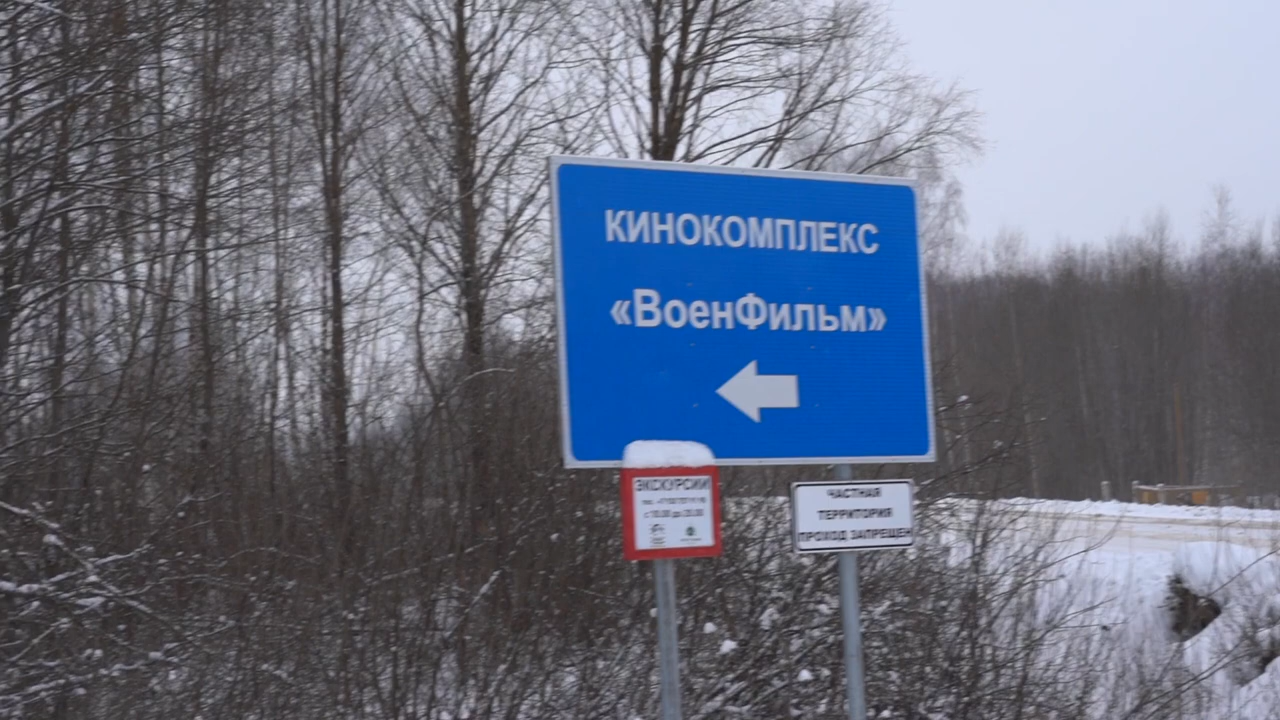 КИНОКОМПЛЕКС
«ВоенФильм»
ЭКСКУРСИИ
ЧАСТНАЯ
ТЕРРИТОРИЯ
ПРОХОД ЗАПРЕЩЕН